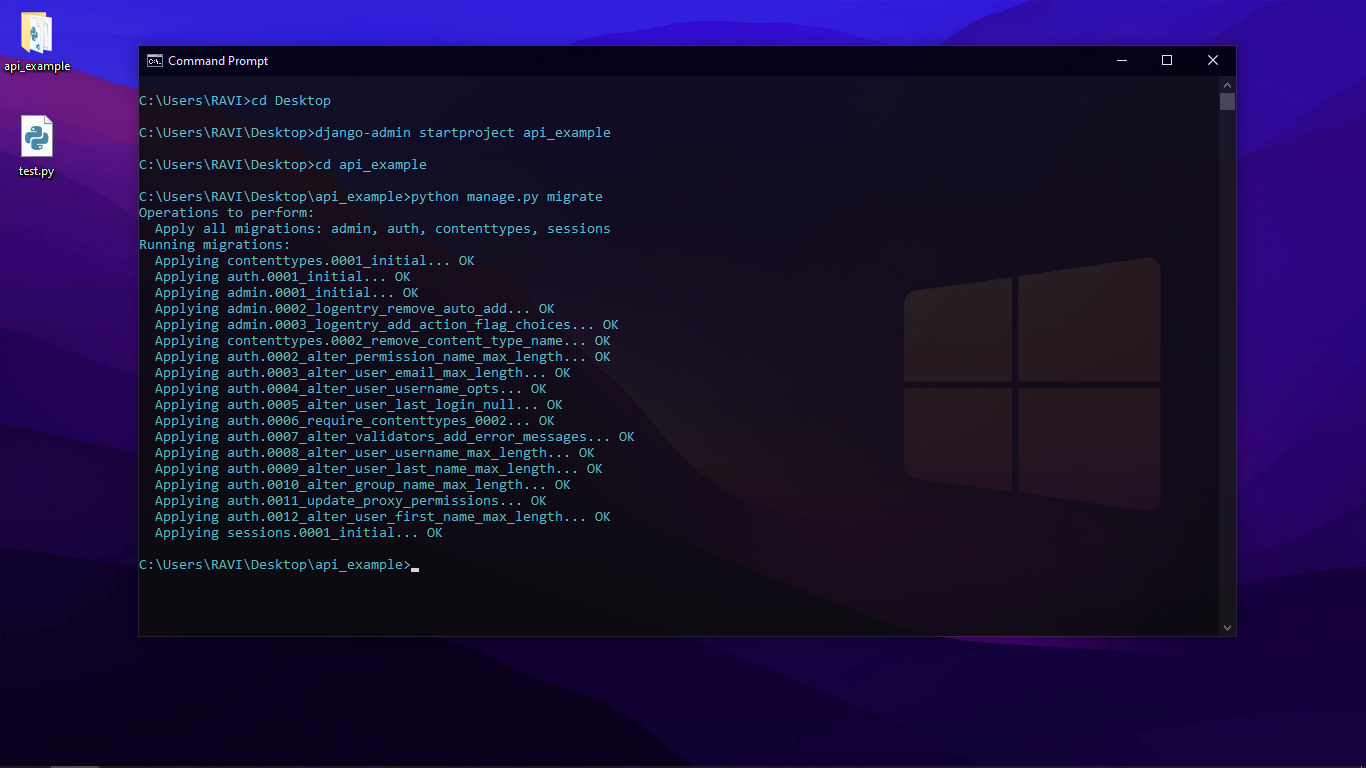 api_example
test.py
Command Prompt
C:\Users\RAVI>cd Desktop
C:\Users\RAVI\Desktop>django-admin startproject api_example
C:\Users\RAVI\Desktop>cd api_example
C:\Users\RAVI\Desktop\api_example>python manage.py migrate
Operations to perform:
  Apply all migrations: admin, auth, contenttypes, sessions
Running migrations:
  Applying contenttypes.0001_initial... OK
  Applying auth.0001_initial... OK
  Applying admin.0001_initial... OK
  Applying admin.0002_logentry_remove_auto_add... OK
  Applying admin.0003_logentry_add_action_flag_choices... OK
  Applying contenttypes.0002_remove_content_type_name... OK
  Applying auth.0002_alter_permission_name_max_length... OK
  Applying auth.0003_alter_user_email_max_length... OK
  Applying auth.0004_alter_user_username_opts... OK
  Applying auth.0005_alter_user_last_login_null... OK
  Applying auth.0006_require_contenttypes_0002... OK
  Applying auth.0007_alter_validators_add_error_messages... OK
  Applying auth.0008_alter_user_username_max_length... OK
  Applying auth.0009_alter_user_last_name_max_length... OK
  Applying auth.0010_alter_group_name_max_length... OK
  Applying auth.0011_update_proxy_permissions... OK
  Applying auth.0012_alter_user_first_name_max_length... OK
  Applying sessions.0001_initial... OK
C:\Users\RAVI\Desktop\api_example>